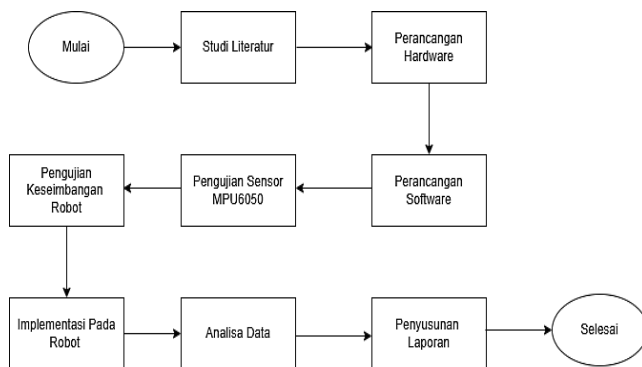 Mulai
Studi Literatur
Perancangan
Hardware
Perancangan
Software
Pengujian Sensor
MPU6050
Pengujian
Keseimbangan
Robot
Implementasi Pada
Robot
Analisa Data
Penyusunan
Laporan
Selesai